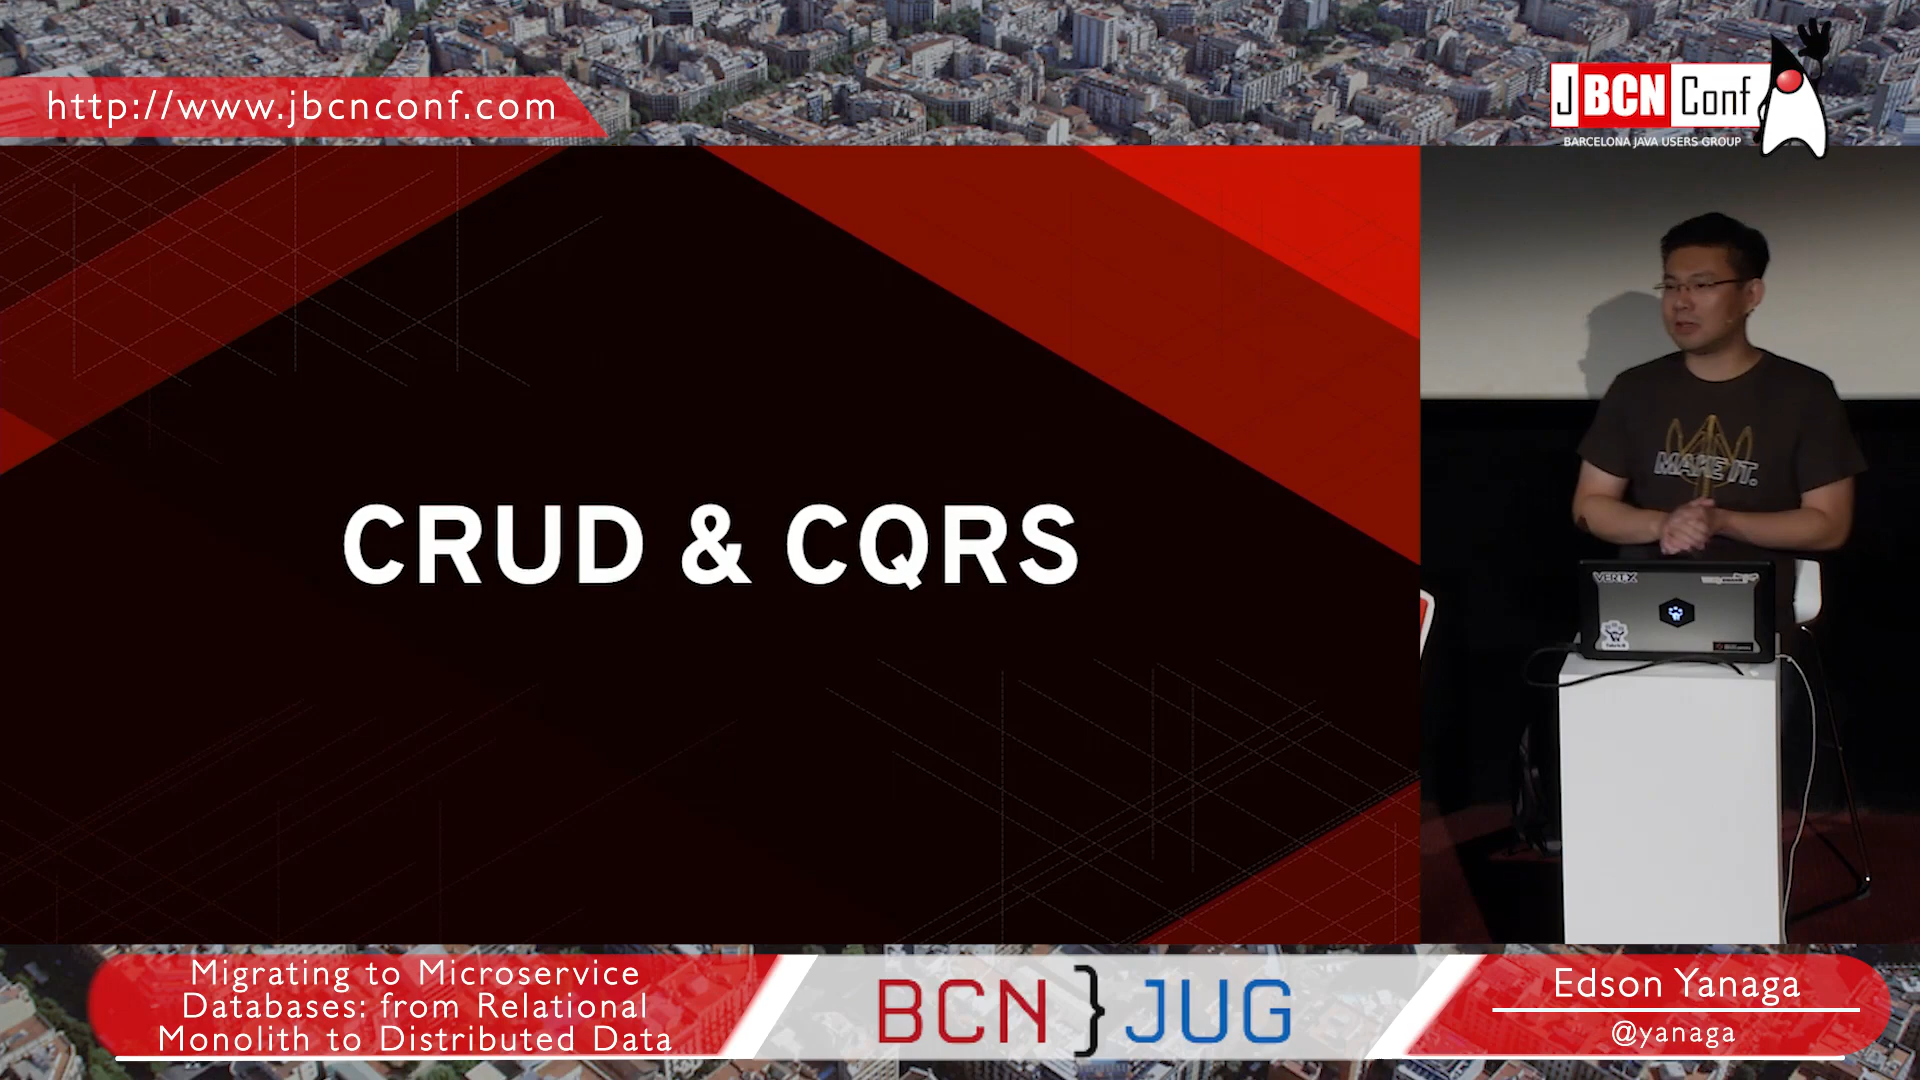 http://www.jbcnconf.com
JBCNConf
BARCELONA JAVA USERS GROUP
CRUD & CQRS
MAKE IT.
VERT.X
Migrating to Microservice
Databases: from Relational
Monolith to Distributed Data
BCN}JUG
Edson Yanaga
@yanaga